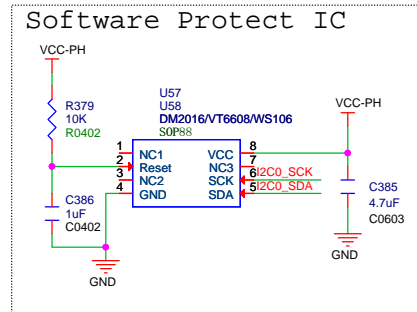 Software Protect IC
VCC-PH
U57
U58
DM2016/VT6608/WS106
SOP88
R379
10K
R0402
VCC-PH
1 NC1 VCC 8
2 Reset NC3 7
3 NC2 SCK 6 I2C0_SCK
4 GND SDA 5 I2C0_SDA
C386
1uF
C0402
C385
4.7uF
C0603
GND
GND